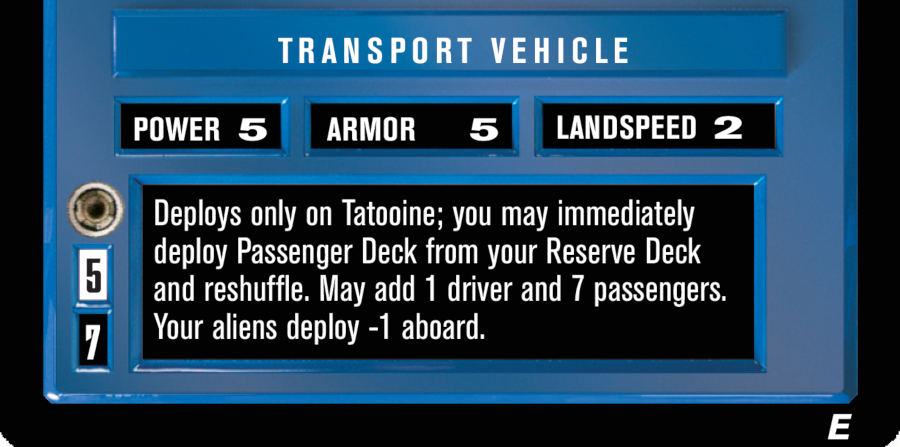 TRANSPORT VEHICLE
POWER 5 ARMOR 5 LANDSPEED 2
Deploys only on Tatooine; you may immediately
deploy Passenger Deck from your Reserve Deck
and reshuffle. May add 1 driver and 7 passengers.
Your aliens deploy -1 aboard.
5
7
E